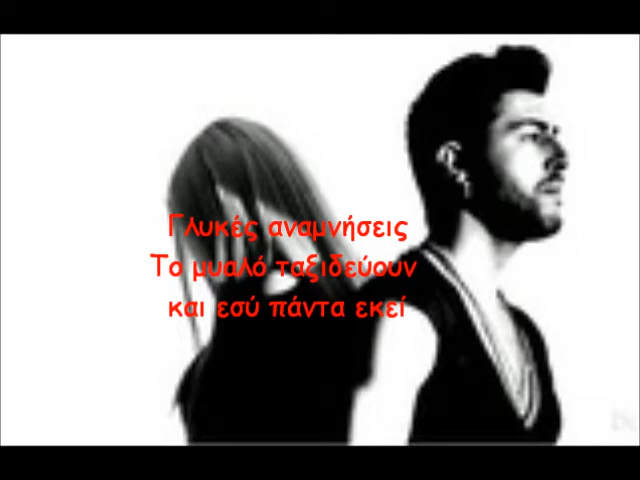 Γλυκές αναμνήσεις
Το μυαλό ταξιδεύουν
και εσύ πάντα εκεί